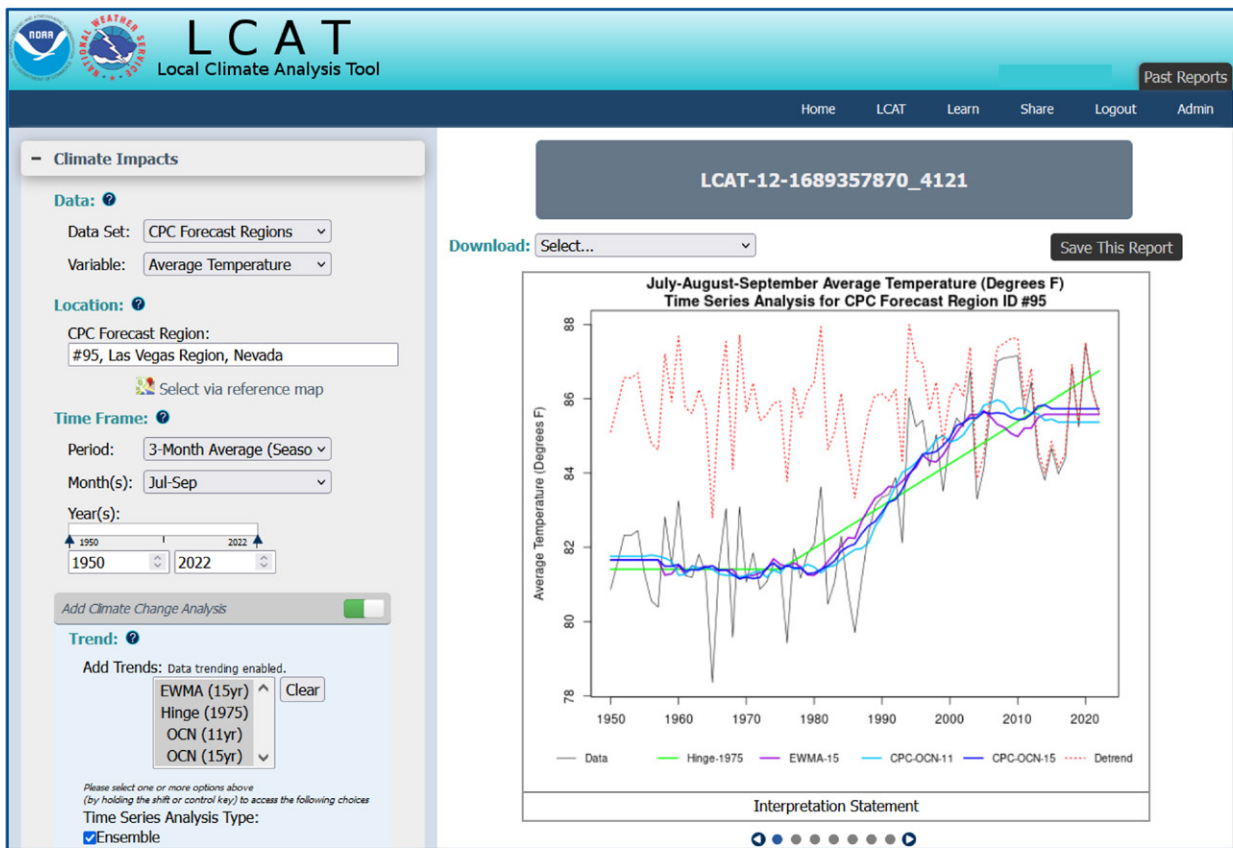 NOAA
NATIONAL WEATHER SERVICE
L C A T
Local Climate Analysis Tool
Past Reports
Home LCAT Learn Share Logout Admin
− Climate Impacts
Data: ?
Data Set: CPC Forecast Regions
Variable: Average Temperature
Location: ?
CPC Forecast Region:
#95, Las Vegas Region, Nevada
Select via reference map
Time Frame: ?
Period: 3-Month Average (Seaso
Month(s): Jul-Sep
Year(s):
1950 2022
1950 2022
Add Climate Change Analysis
Trend: ?
Add Trends: Data trending enabled.
EWMA (15yr) Clear
Hinge (1975)
OCN (11yr)
OCN (15yr)
Please select one or more options above
(by holding the shift or control key) to access the following choices
Time Series Analysis Type:
Ensemble
LCAT-12-1689357870_4121
Download: Select... Save This Report
July-August-September Average Temperature (Degrees F)
Time Series Analysis for CPC Forecast Region ID #95
Average Temperature (Degrees F)
88
86
84
82
80
78
1950 1960 1970 1980 1990 2000 2010 2020
Data Hinge-1975 EWMA-15 CPC-OCN-11 CPC-OCN-15 Detrend
Interpretation Statement